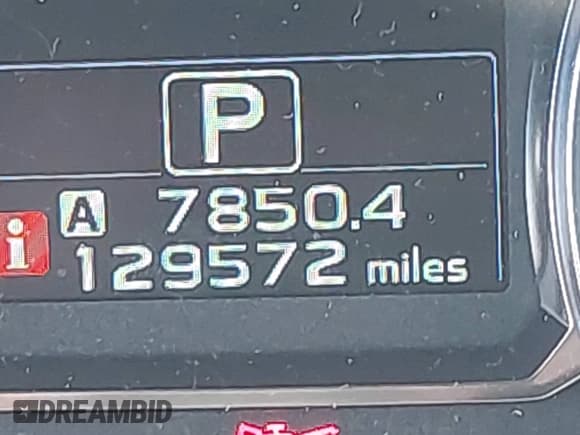 P
A 7850.4
i 129572 miles
DREAMBID